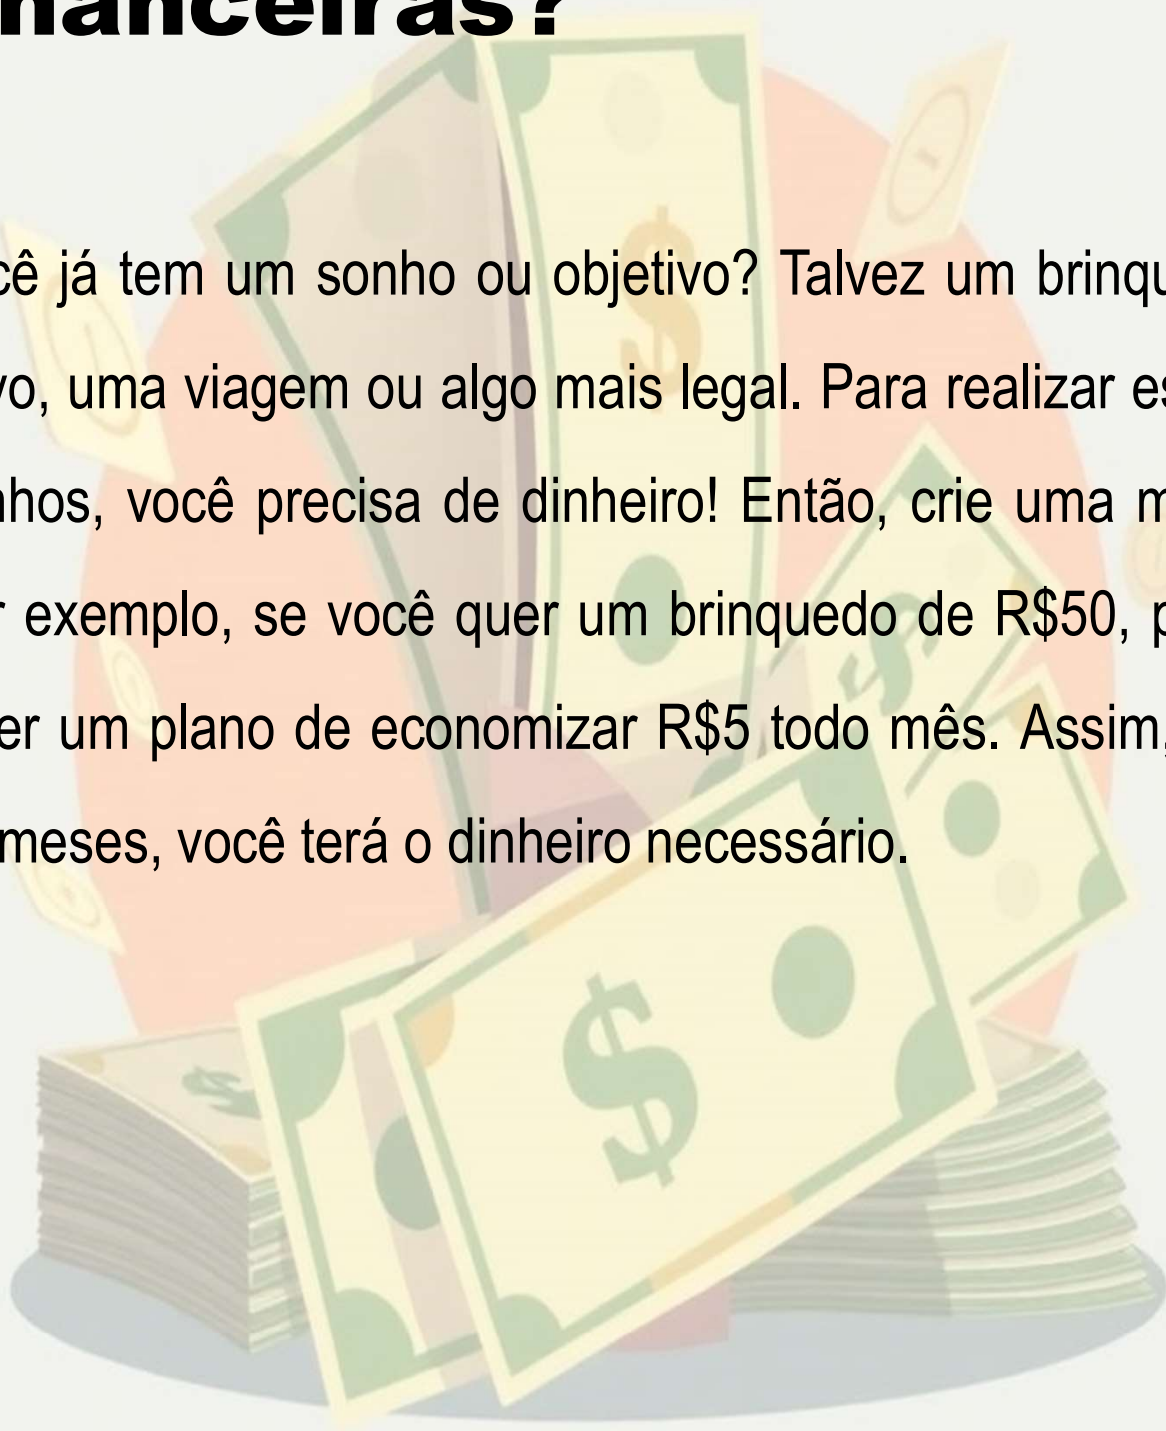 nanceiras?
cê já tem um sonho ou objetivo? Talvez um brinqu
vo, uma viagem ou algo mais legal. Para realizar es
nhos, você precisa de dinheiro! Então, crie uma m
r exemplo, se você quer um brinquedo de R$50, p
er um plano de economizar R$5 todo mês. Assim,
meses, você terá o dinheiro necessário.
$
$
$
$